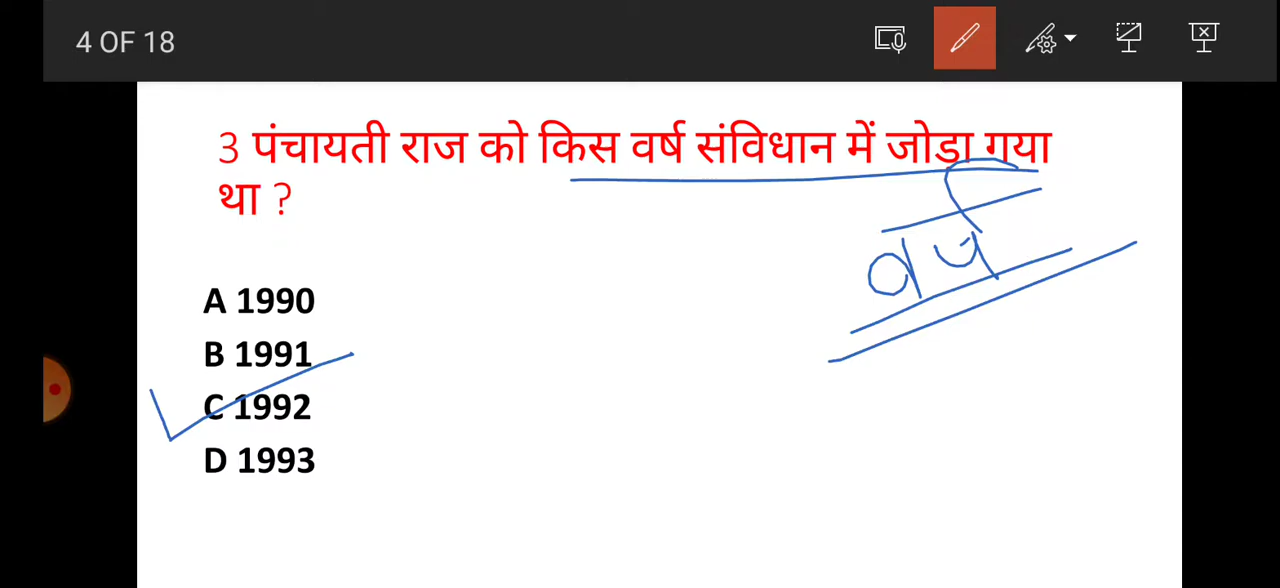 4 OF 18
3 पंचायती राज को किस वर्ष संविधान में जोडा गया
था ?
वर्ष
A 1990
B 1991
C 1992
D 1993